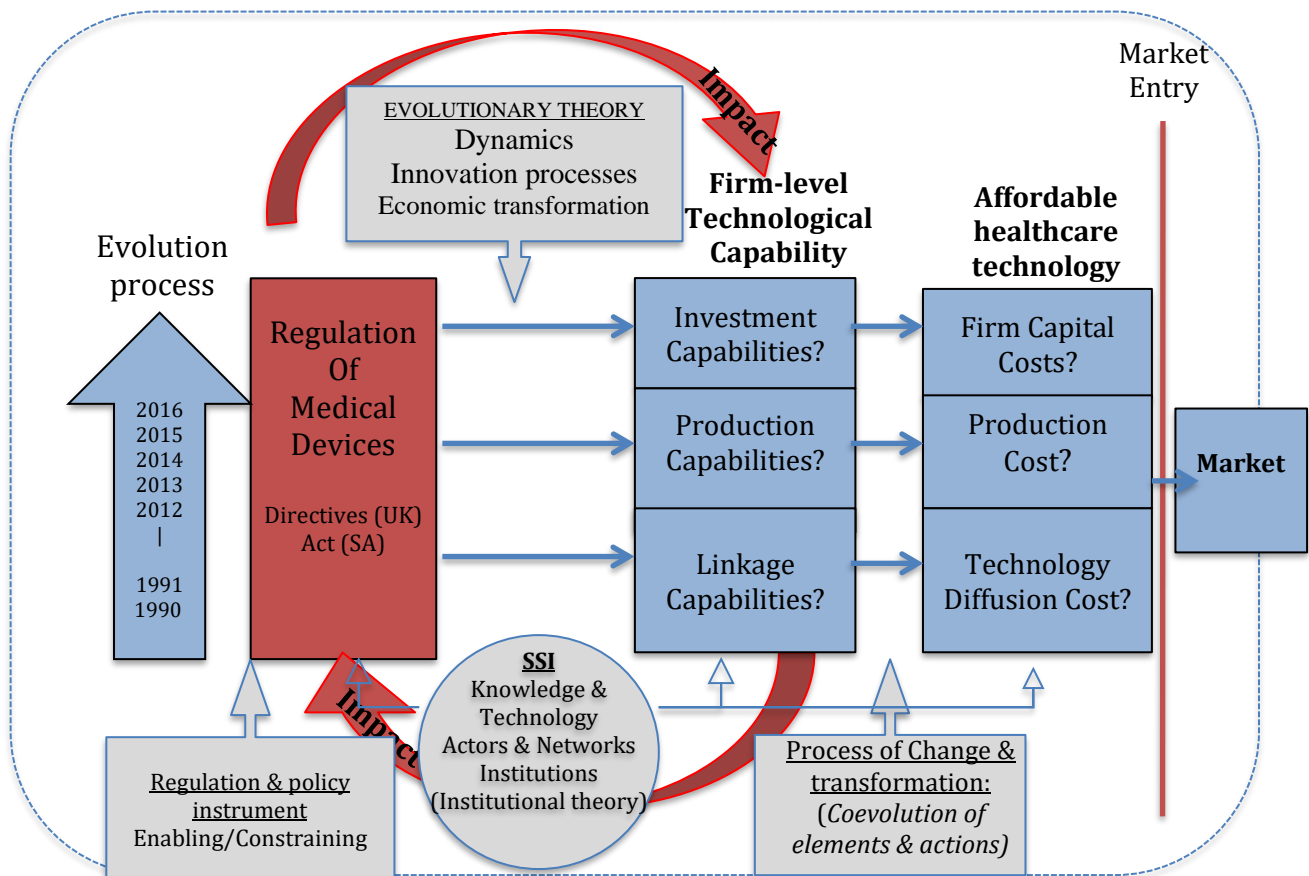 Market
Entry
Impact
EVOLUTIONARY THEORY
Dynamics
Innovation processes
Economic transformation
Firm-level
Technological
Capability
Affordable
healthcare
technology
Evolution
process
2016
2015
2014
2013
2012
|
1991
1990
Regulation
Of
Medical
Devices
Directives (UK)
Act (SA)
Investment
Capabilities?
Production
Capabilities?
Linkage
Capabilities?
Firm Capital
Costs?
Production
Cost?
Technology
Diffusion Cost?
Market
Impact
SSI
Knowledge &
Technology
Actors & Networks
Institutions
(Institutional theory)
Regulation & policy
instrument
Enabling/Constraining
Process of Change &
transformation:
(Coevolution of
elements & actions)